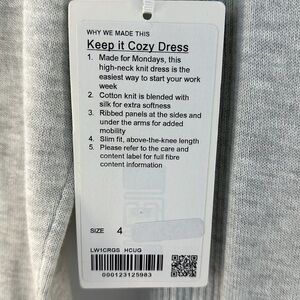 WHY WE MADE THIS
Keep it Cozy Dress
1. Made for Mondays, this
high-neck knit dress is the
easiest way to start your work
week
2. Cotton knit is blended with
silk for extra softness
3. Ribbed panels at the sides and
under the arms for added
mobility
4. Slim fit, above-the-knee length
5. Please refer to the care and
content label for full fibre
content information
SIZE 4
LW1CRGS HCUG
000123125983